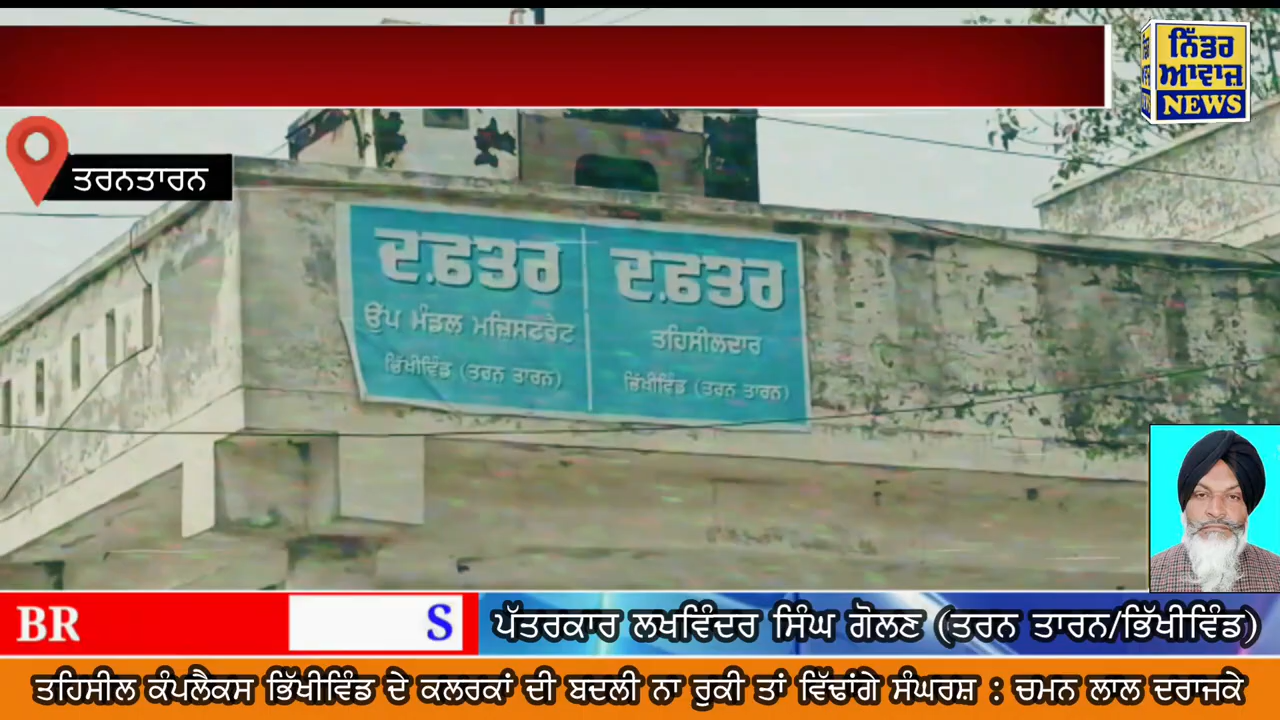 ਨਿੱਡਰ
ਆਵਾਜ਼
NEWS
ਤਰਨਤਾਰਨ
ਦਫ਼ਤਰ
ਉਪ ਮੰਡਲ ਮਜ਼ਿਸਟਰੇਟ
ਭਿੱਖੀਵਿੰਡ (ਤਰਨ ਤਾਰਨ)
ਦਫ਼ਤਰ
ਤਹਿਸੀਲਦਾਰ
ਭਿੱਖੀਵਿੰਡ (ਤਰਨ ਤਾਰਨ)
BR S
ਪੱਤਰਕਾਰ ਲਖਵਿੰਦਰ ਸਿੰਘ ਗੋਲਣ (ਤਰਨ ਤਾਰਨ/ਭਿੱਖੀਵਿੰਡ)
ਤਹਿਸੀਲ ਕੰਪਲੈਕਸ ਭਿੱਖੀਵਿੰਡ ਦੇ ਕਲਰਕਾਂ ਦੀ ਬਦਲੀ ਨਾ ਰੁਕੀ ਤਾਂ ਵਿੱਢਾਂਗੇ ਸੰਘਰਸ਼ : ਚਮਨ ਲਾਲ ਦਰਾਜਕੇ